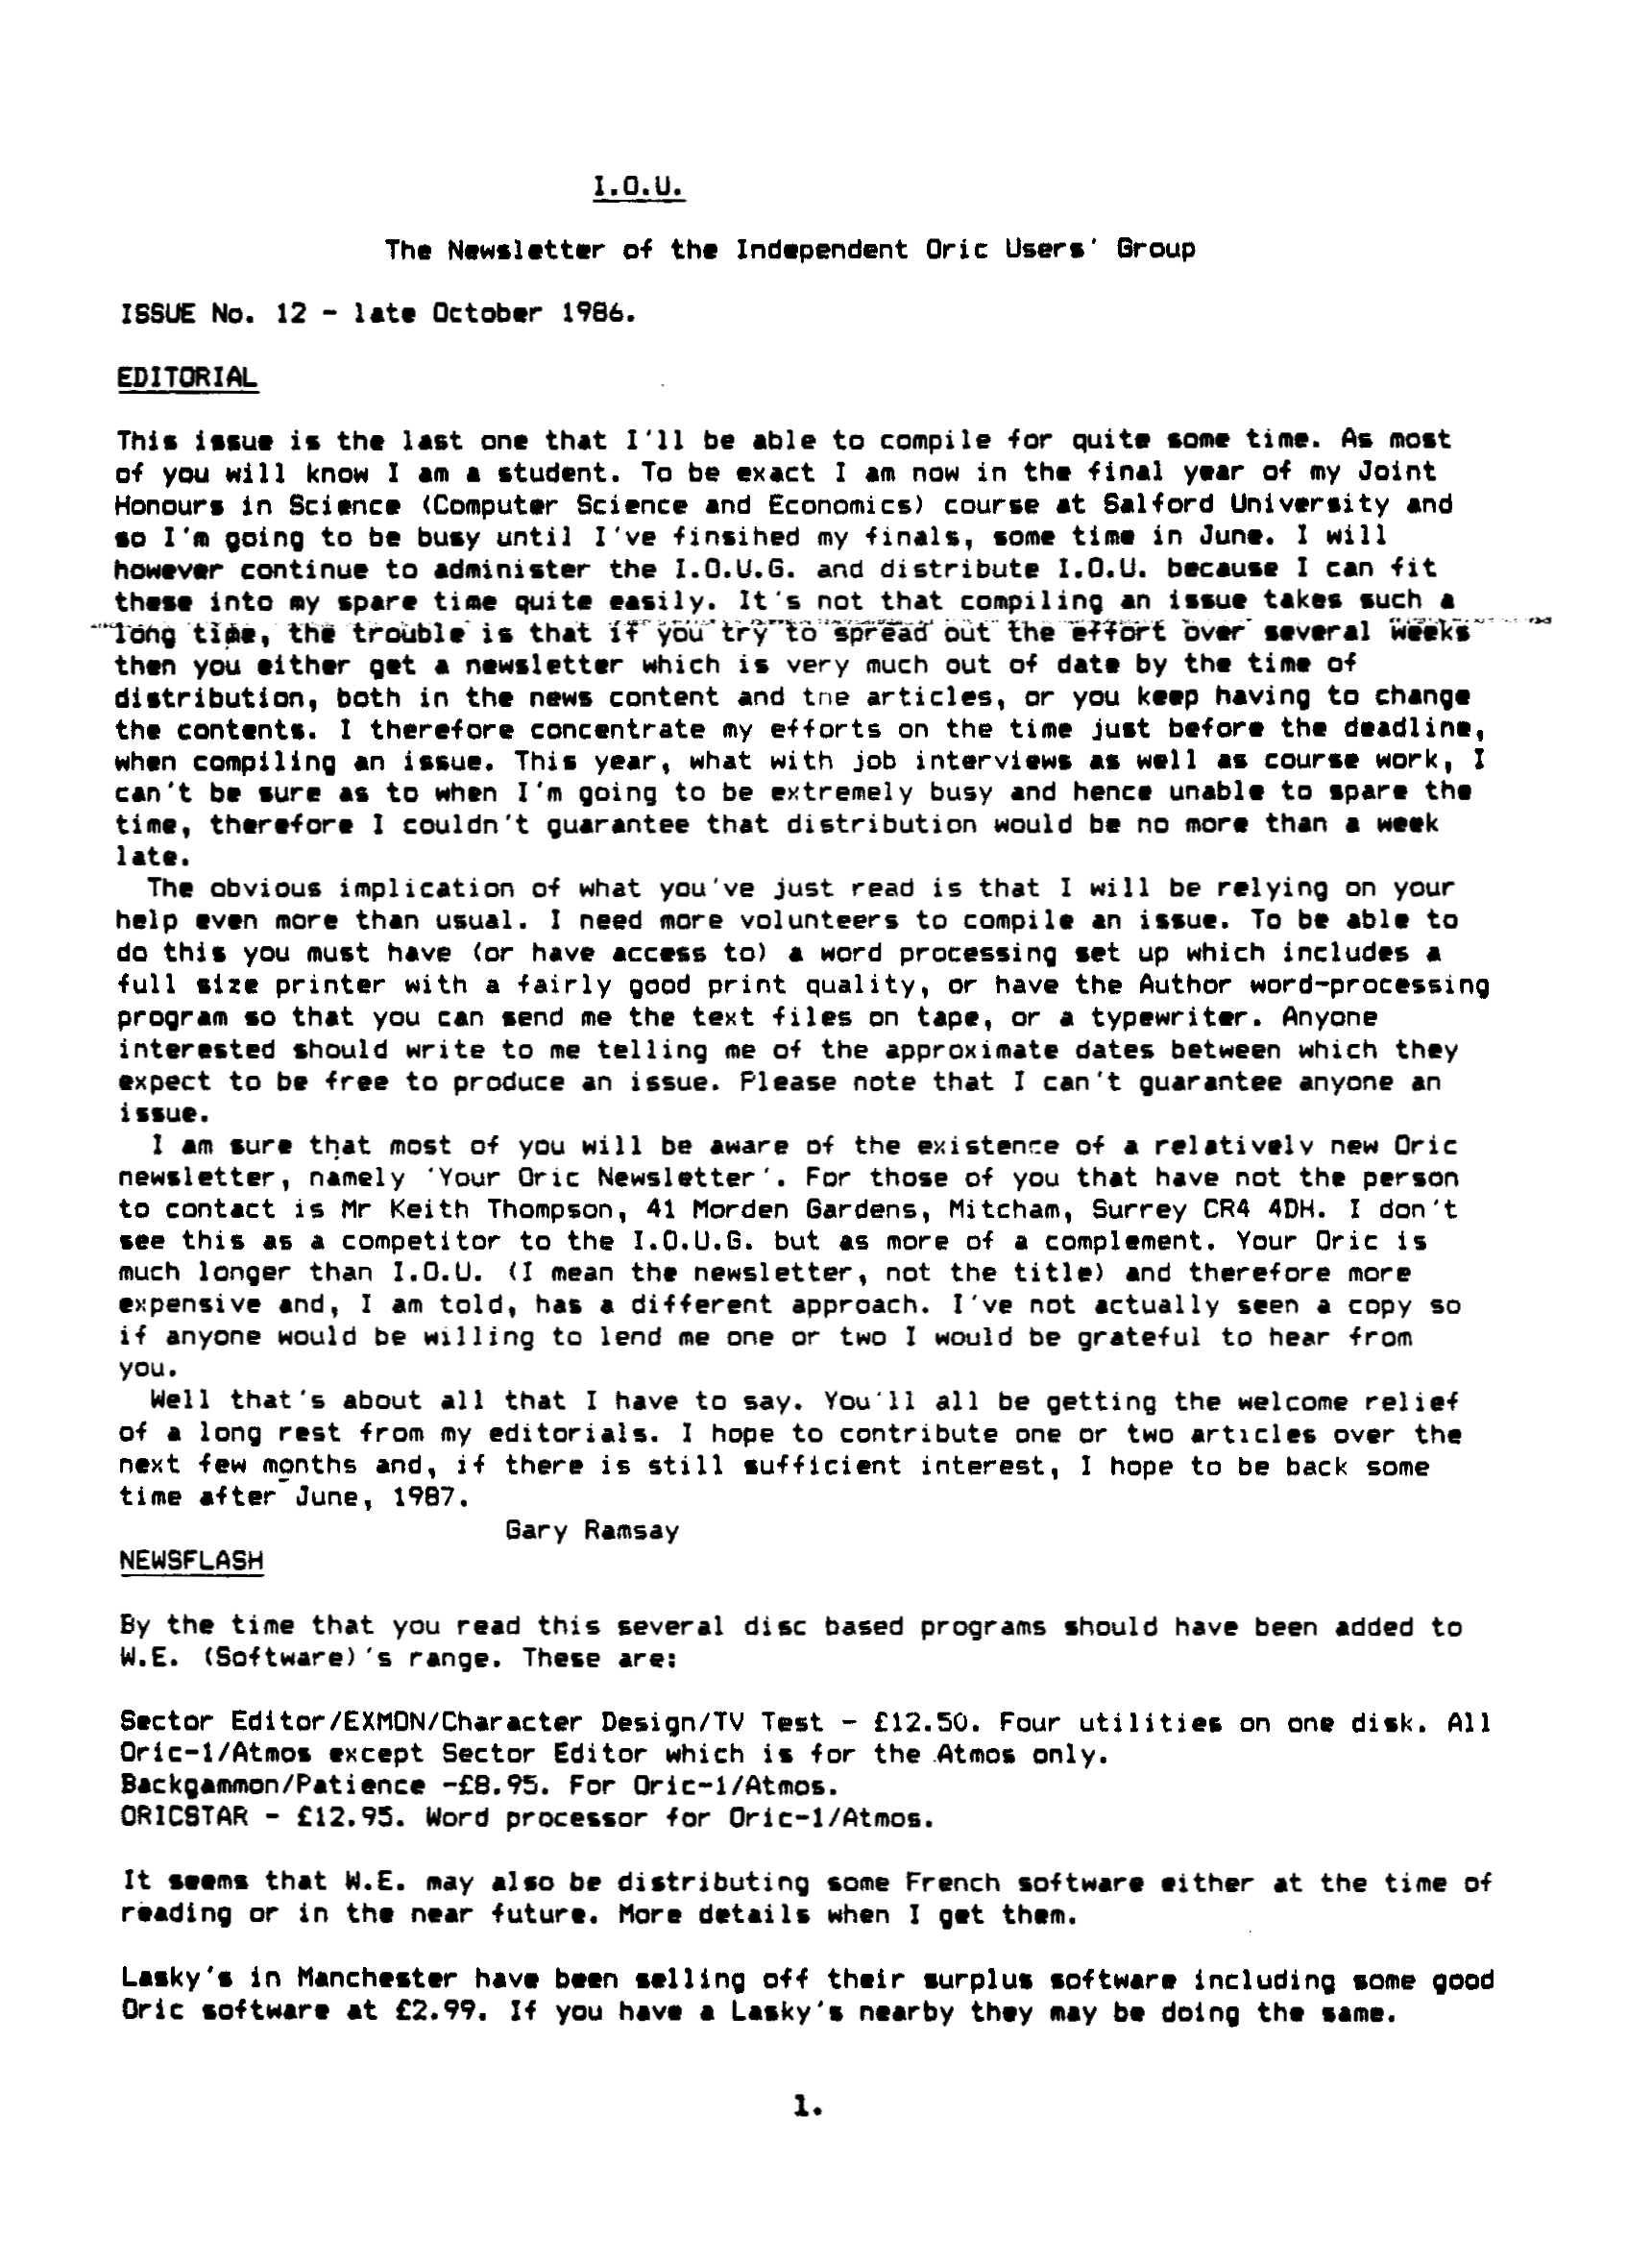 I.O.U.
The Newsletter of the Independent Oric Users' Group
ISSUE No. 12 - late October 1986.
EDITORIAL
This issue is the last one that I'll be able to compile for quite some time. As most
of you will know I am a student. To be exact I am now in the final year of my Joint
Honours in Science (Computer Science and Economics) course at Salford University and
so I'm going to be busy until I've finsihed my finals, some time in June. I will
however continue to administer the I.O.U.G. and distribute I.O.U. because I can fit
these into my spare time quite easily. It's not that compiling an issue takes such a
long time, the trouble is that if you try to spread out the effort over several weeks
then you either get a newsletter which is very much out of date by the time of
distribution, both in the news content and the articles, or you keep having to change
the contents. I therefore concentrate my efforts on the time just before the deadline,
when compiling an issue. This year, what with job interviews as well as course work, I
can't be sure as to when I'm going to be extremely busy and hence unable to spare the
time, therefore I couldn't guarantee that distribution would be no more than a week
late.
The obvious implication of what you've just read is that I will be relying on your
help even more than usual. I need more volunteers to compile an issue. To be able to
do this you must have (or have access to) a word processing set up which includes a
full size printer with a fairly good print quality, or have the Author word-processing
program so that you can send me the text files on tape, or a typewriter. Anyone
interested should write to me telling me of the approximate dates between which they
expect to be free to produce an issue. Please note that I can't guarantee anyone an
issue.
I am sure that most of you will be aware of the existence of a relatively new Oric
newsletter, namely 'Your Oric Newsletter'. For those of you that have not the person
to contact is Mr Keith Thompson, 41 Morden Gardens, Mitcham, Surrey CR4 4DH. I don't
see this as a competitor to the I.O.U.G. but as more of a complement. Your Oric is
much longer than I.O.U. (I mean the newsletter, not the title) and therefore more
expensive and, I am told, has a different approach. I've not actually seen a copy so
if anyone would be willing to lend me one or two I would be grateful to hear from
you.
Well that's about all that I have to say. You'll all be getting the welcome relief
of a long rest from my editorials. I hope to contribute one or two articles over the
next few months and, if there is still sufficient interest, I hope to be back some
time after June, 1987.
Gary Ramsay
NEWSFLASH
By the time that you read this several disc based programs should have been added to
W.E. (Software)'s range. These are:
Sector Editor/EXMON/Character Design/TV Test - £12.50. Four utilities on one disk. All
Oric-1/Atmos except Sector Editor which is for the Atmos only.
Backgammon/Patience -£8.95. For Oric-1/Atmos.
ORICSTAR - £12.95. Word processor for Oric-1/Atmos.
It seems that W.E. may also be distributing some French software either at the time of
reading or in the near future. More details when I get them.
Lasky's in Manchester have been selling off their surplus software including some good
Oric software at £2.99. If you have a Lasky's nearby they may be doing the same.
1.